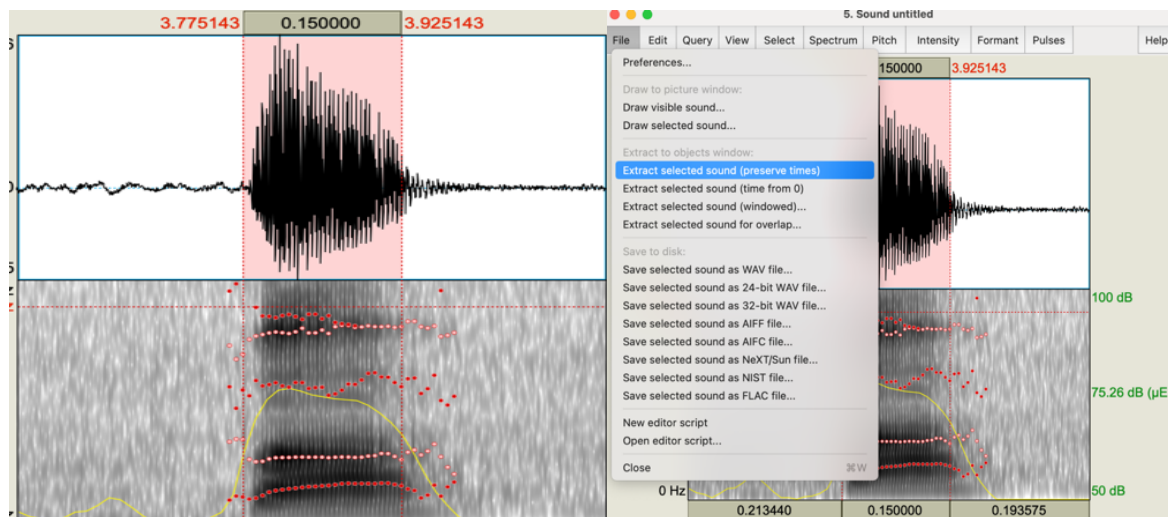 3.775143 0.150000 3.925143
5. Sound untitled
File Edit Query View Select Spectrum Pitch Intensity Formant Pulses Help
150000 3.925143
Preferences...
Draw to picture window:
Draw visible sound...
Draw selected sound...
Extract to objects window:
Extract selected sound (preserve times)
Extract selected sound (time from 0)
Extract selected sound (windowed)...
Extract selected sound for overlap...
Save to disk:
Save selected sound as WAV file...
Save selected sound as 24-bit WAV file...
Save selected sound as 32-bit WAV file...
Save selected sound as AIFF file...
Save selected sound as AIFC file...
Save selected sound as NeXT/Sun file...
Save selected sound as NIST file...
Save selected sound as FLAC file...
New editor script
Open editor script...
Close ⌘W
100 dB
75.26 dB (µE
0 Hz 50 dB
0.213440 0.150000 0.193575